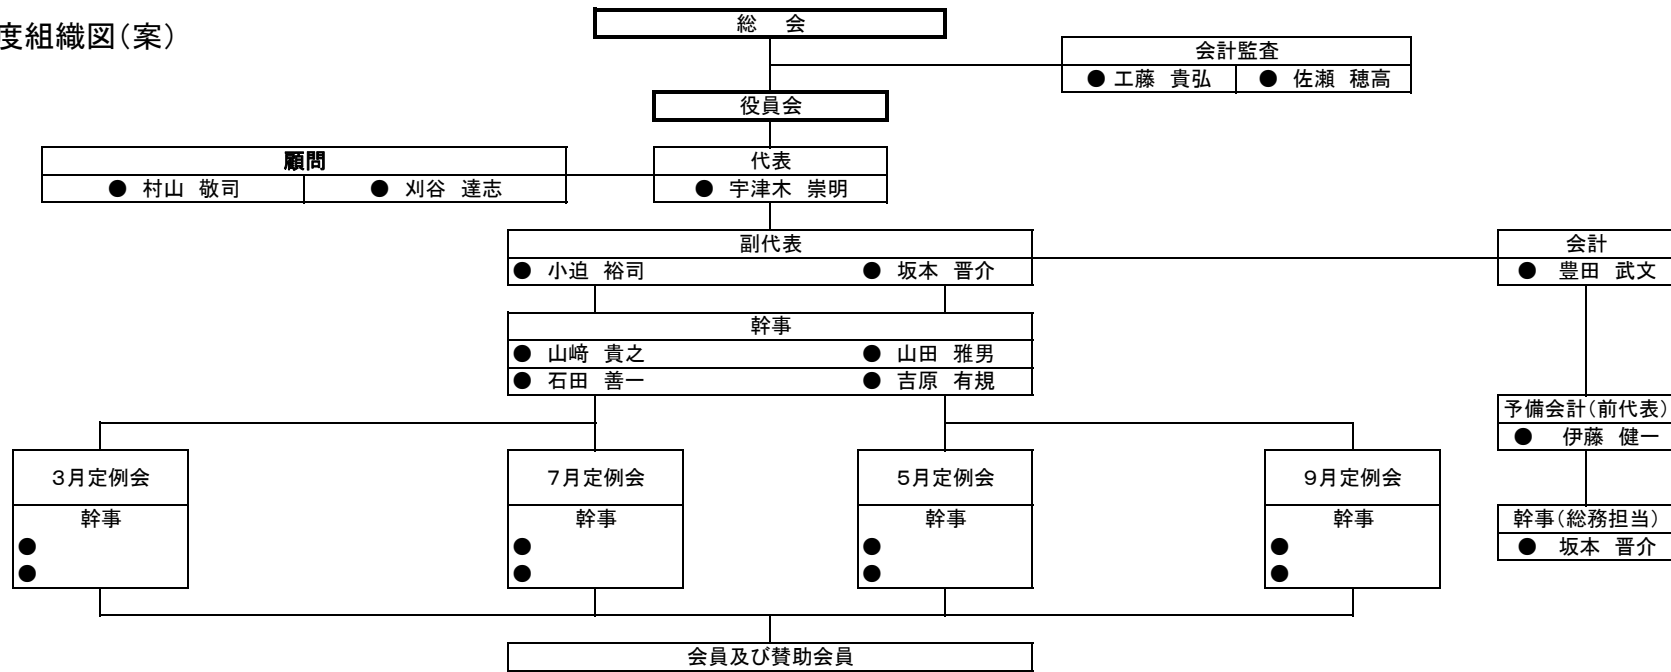 度組織図(案)
総　会
会計監査
● 工藤　貴弘　● 佐瀬　穂高
役員会
顧問
● 村山　敬司　● 刈谷　達志
代表
● 宇津木　崇明
副代表
● 小迫　裕司　● 坂本　晋介
会計
● 豊田　武文
幹事
● 山﨑　貴之　● 山田　雅男
● 石田　善一　● 吉原　有規
予備会計(前代表)
● 伊藤　健一
3月定例会
幹事
●
●
7月定例会
幹事
●
●
5月定例会
幹事
●
●
9月定例会
幹事
●
●
幹事(総務担当)
● 坂本　晋介
会員及び賛助会員